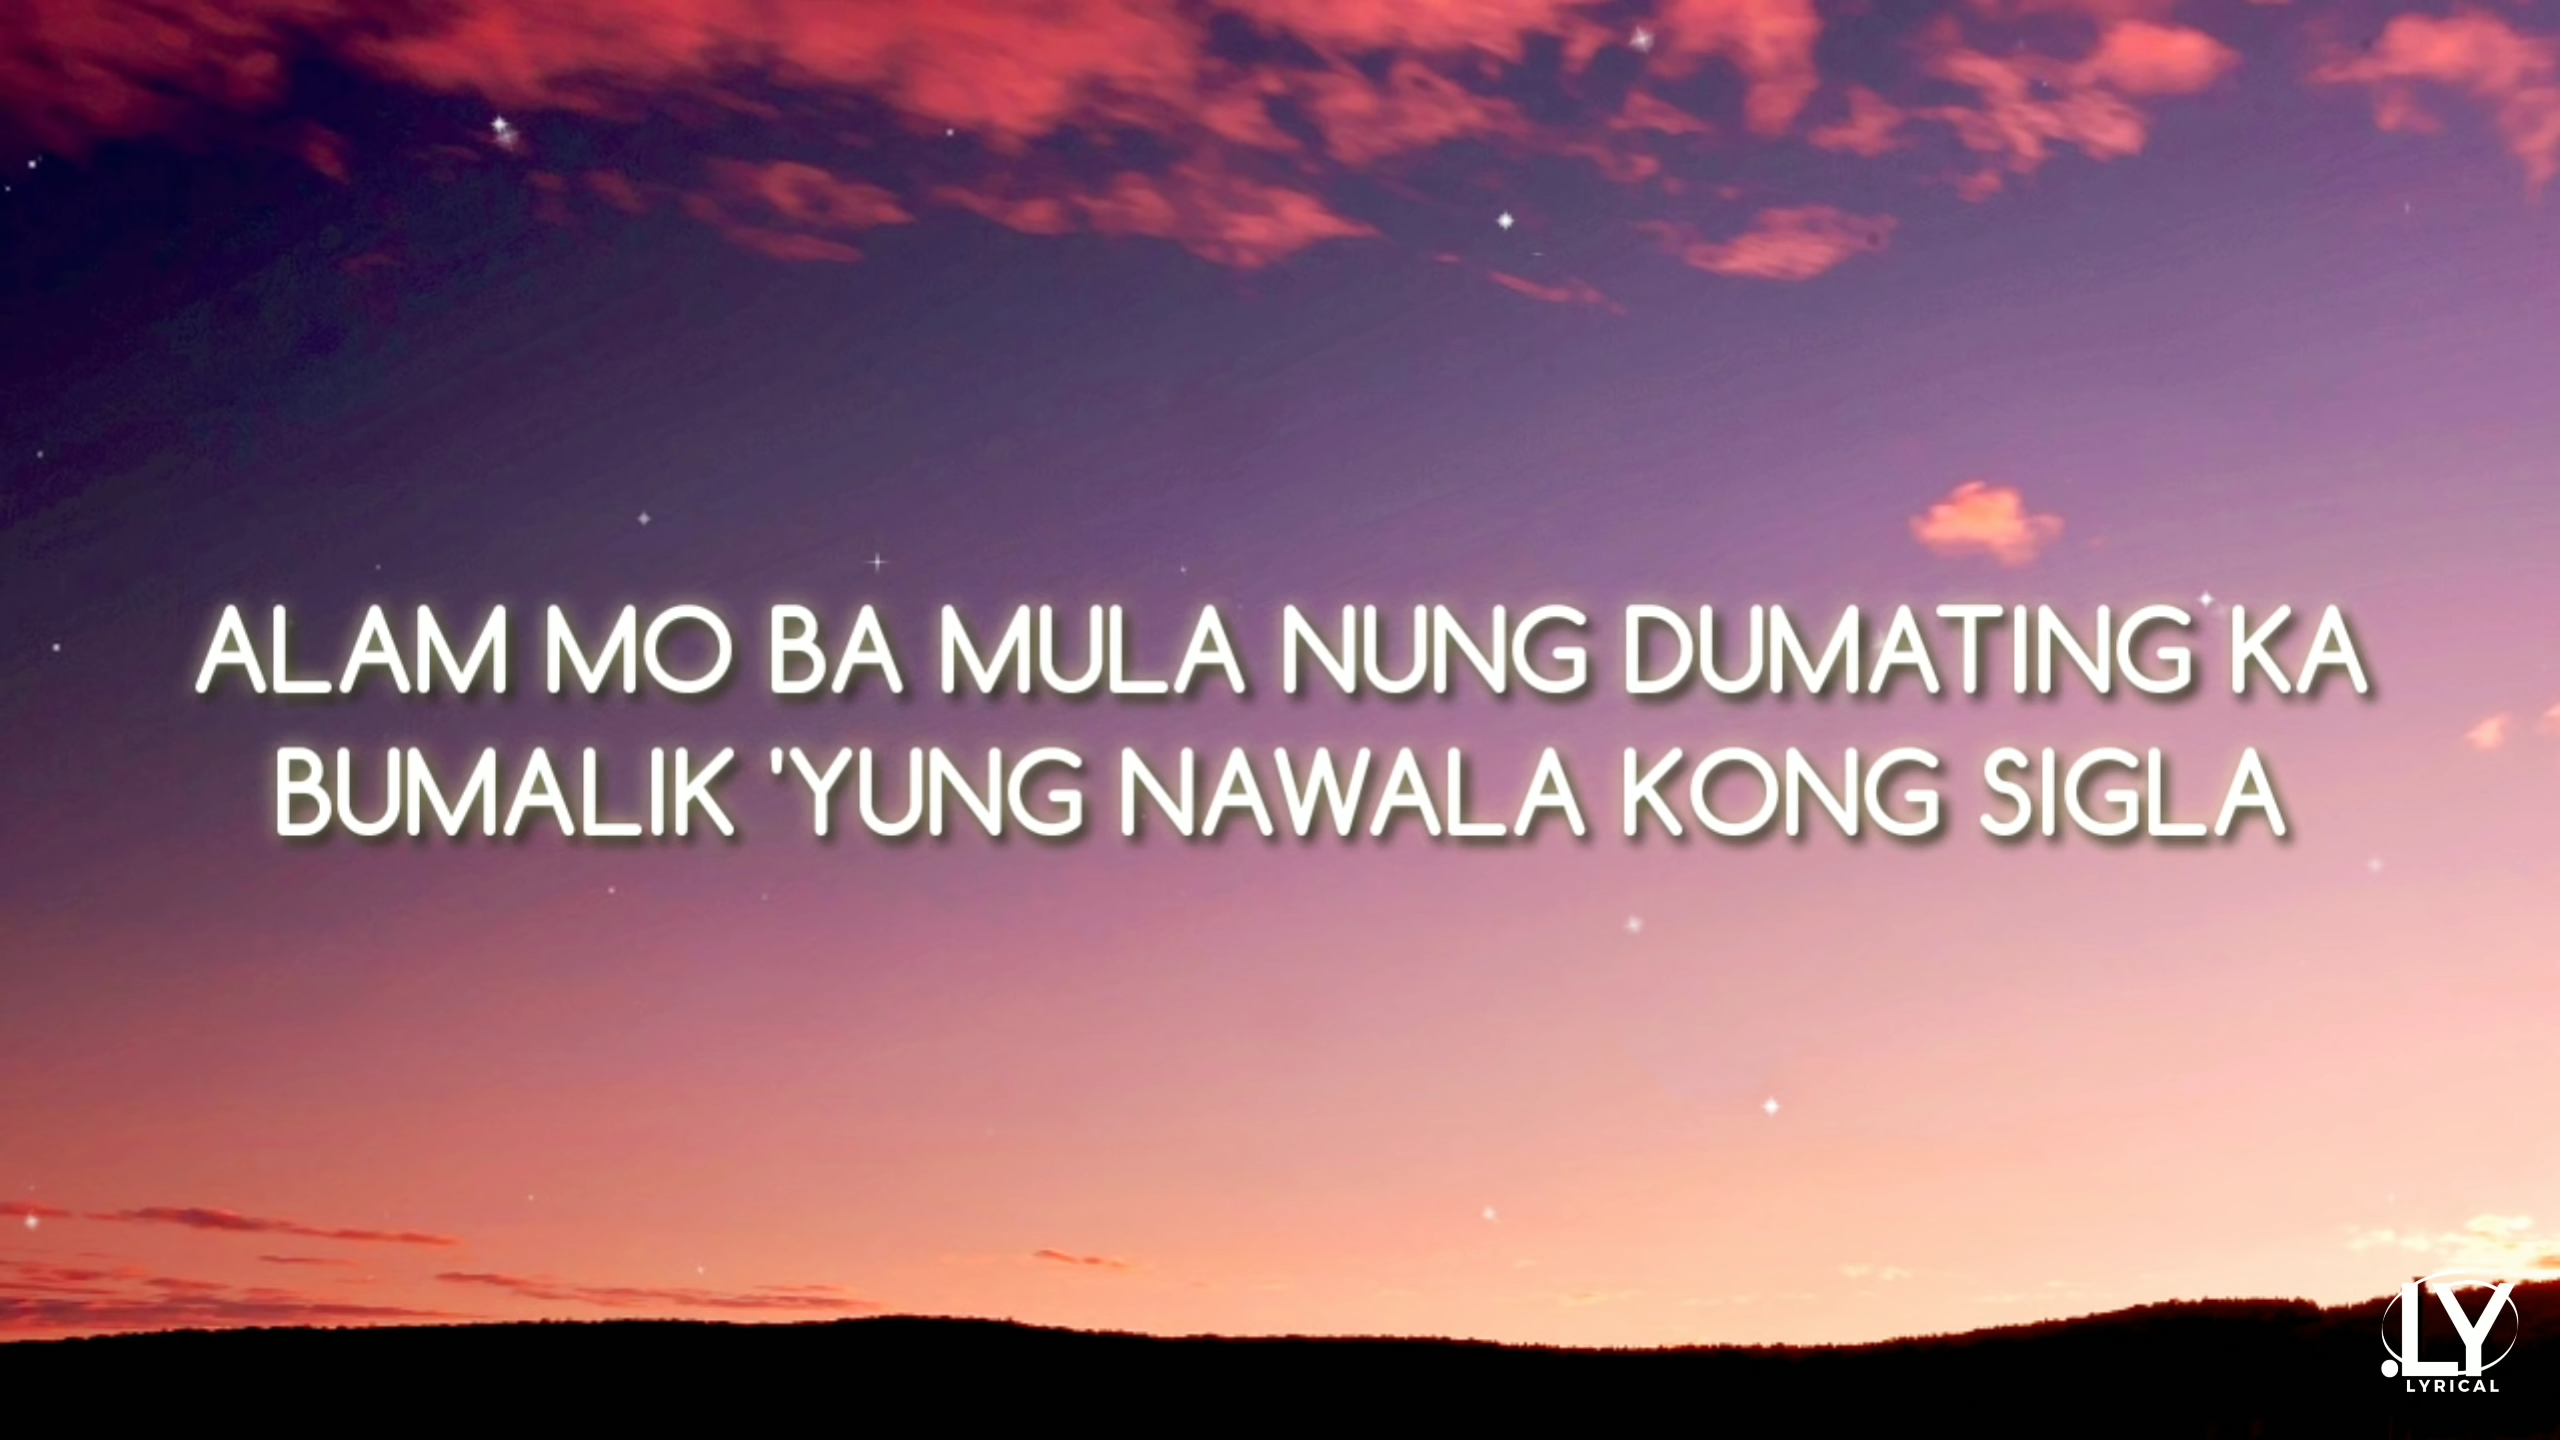 ALAM MO BA MULA NUNG DUMATING KA
BUMALIK 'YUNG NAWALA KONG SIGLA
.LY
LYRICAL